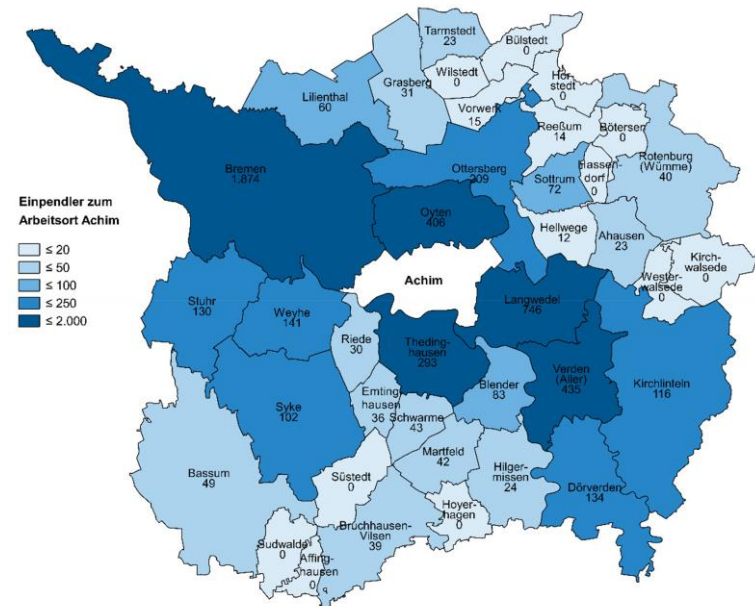 Tarmstedt
23
Bülstedt
0
Wilstedt
0
Hor-
stedt
0
Grasberg
31
Lilienthal
60
Vorwerk
15
Reeßum
14
Bötersen
0
Bremen
1.874
Ottersberg
209
Sottrum
72
Hassen-
dorf
0
Rotenburg
(Wümme)
40
Einpendler zum
Arbeitsort Achim
≤ 20
≤ 50
≤ 100
≤ 250
≤ 2.000
Oyten
406
Hellwege
12
Ahausen
23
Wester-
walsede
0
Kirch-
walsede
0
Achim
Stuhr
130
Weyhe
141
Langwedel
746
Riede
30
Theding-
hausen
293
Blender
83
Verden
(Aller)
435
Kirchlinteln
116
Syke
102
Emting-
hausen
36
Schwarme
43
Martfeld
42
Bassum
49
Süstedt
0
Hilger-
missen
24
Dörverden
134
Hoyer-
hagen
0
Bruchhausen-
Vilsen
39
Sudwalde
0
Affing-
hausen
0